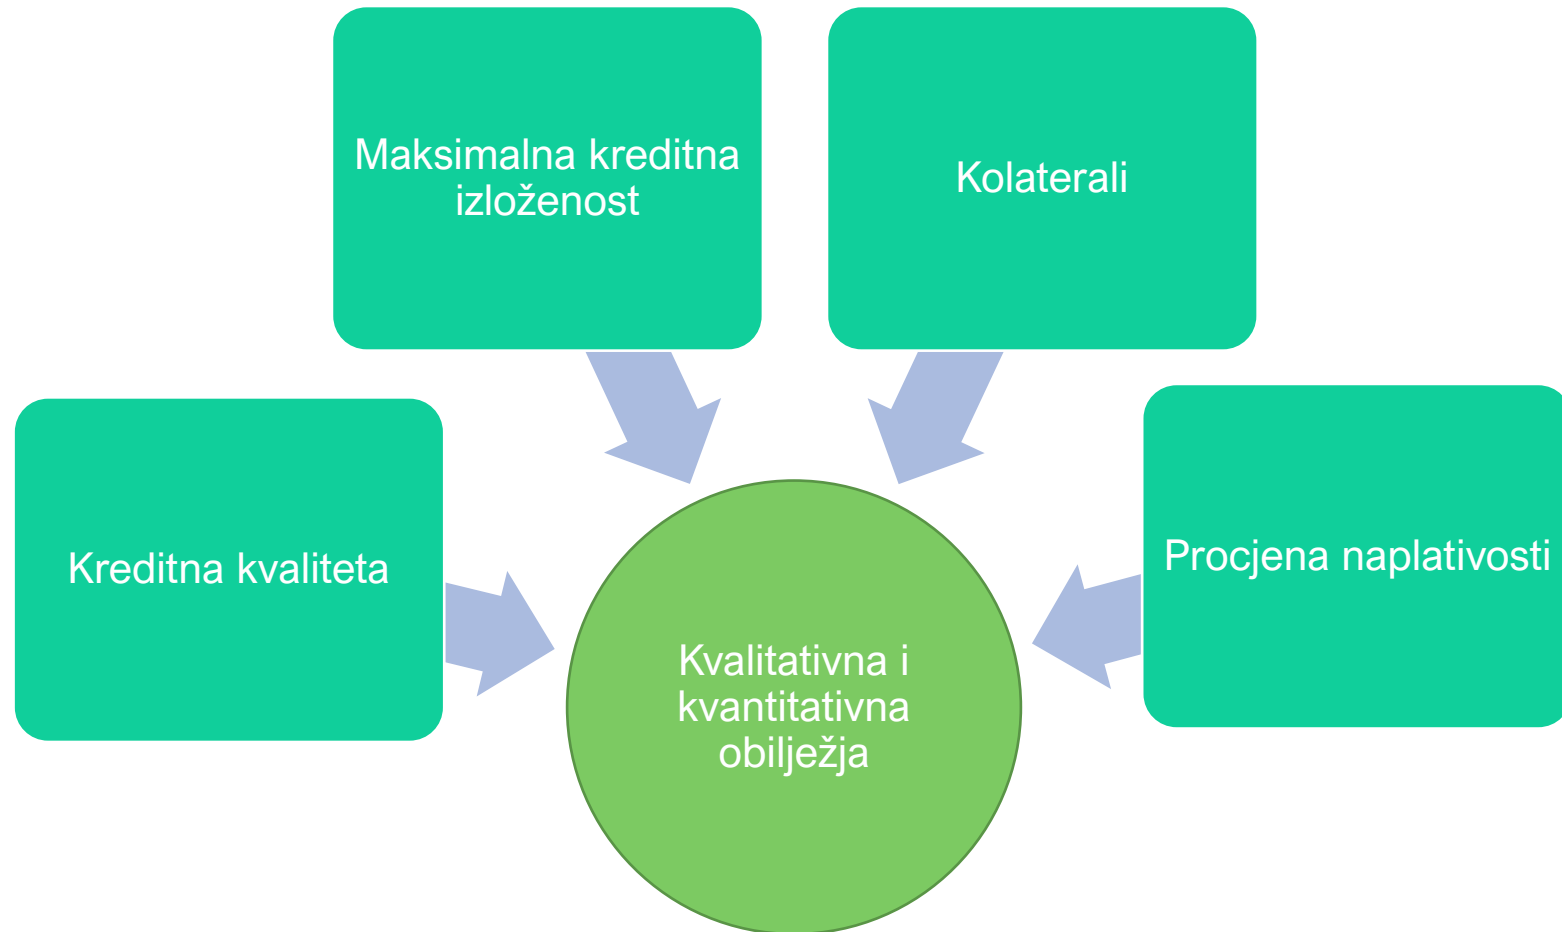 Maksimalna kreditna
izloženost
Kolaterali
Kreditna kvaliteta
Procjena naplativosti
Kvalitativna i
kvantitativna
obilježja